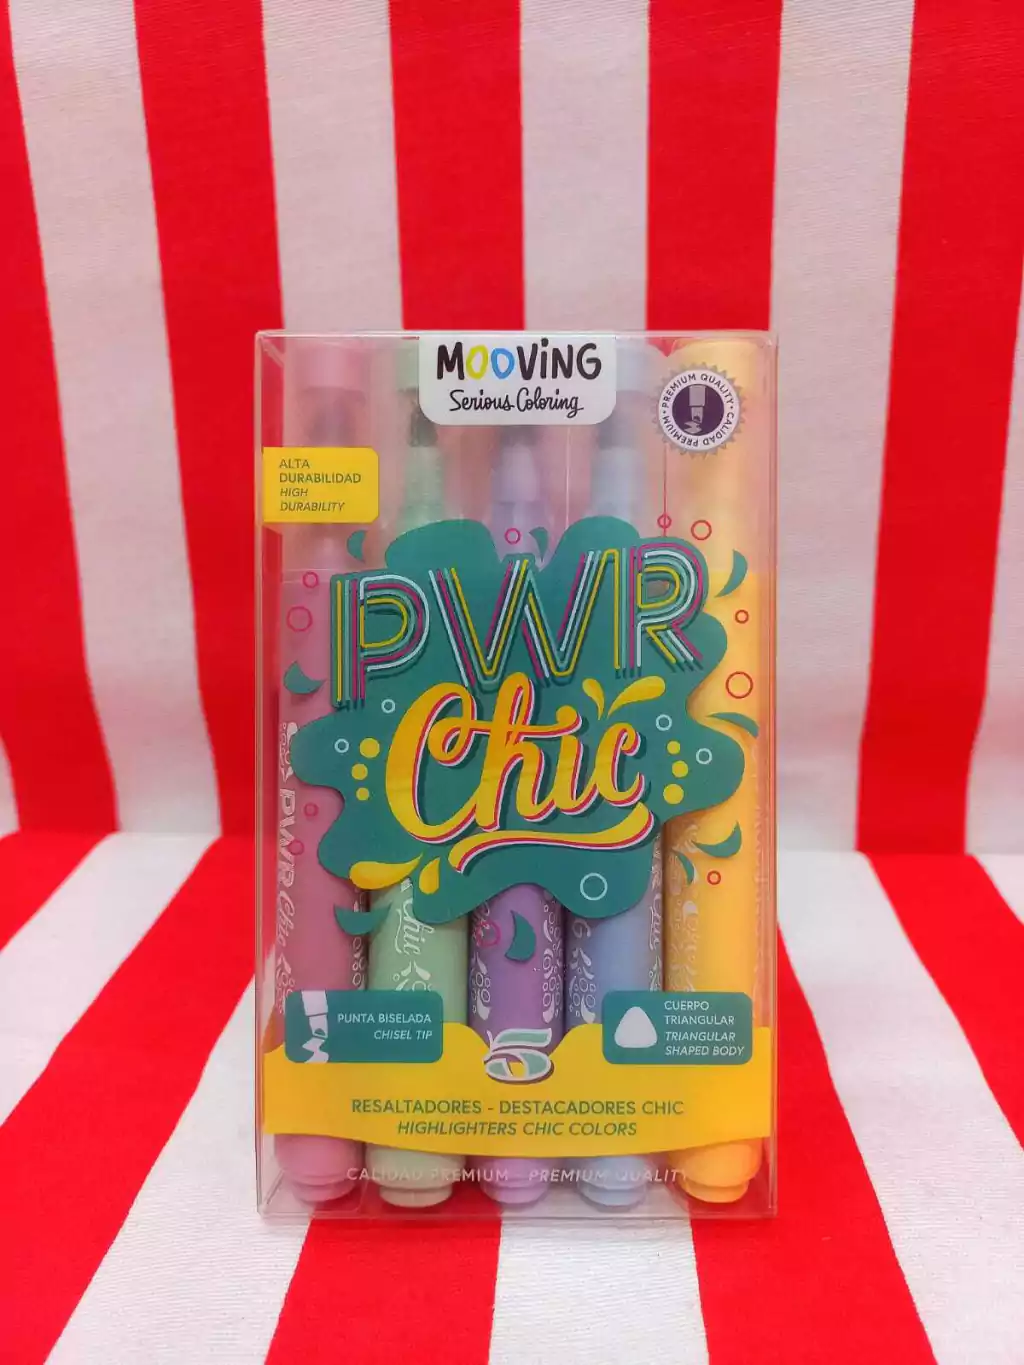 MOOVING
Serious Coloring
PREMIUM QUALITY
CALIDAD PREMIUM
ALTA
DURABILIDAD
HIGH
DURABILITY
PWR
Chic
PWR Chic
Chic
PUNTA BISELADA
CHISEL TIP
CUERPO
TRIANGULAR
TRIANGULAR
SHAPED BODY
5
RESALTADORES - DESTACADORES CHIC
HIGHLIGHTERS CHIC COLORS
CALIDAD PREMIUM - PREMIUM QUALITY